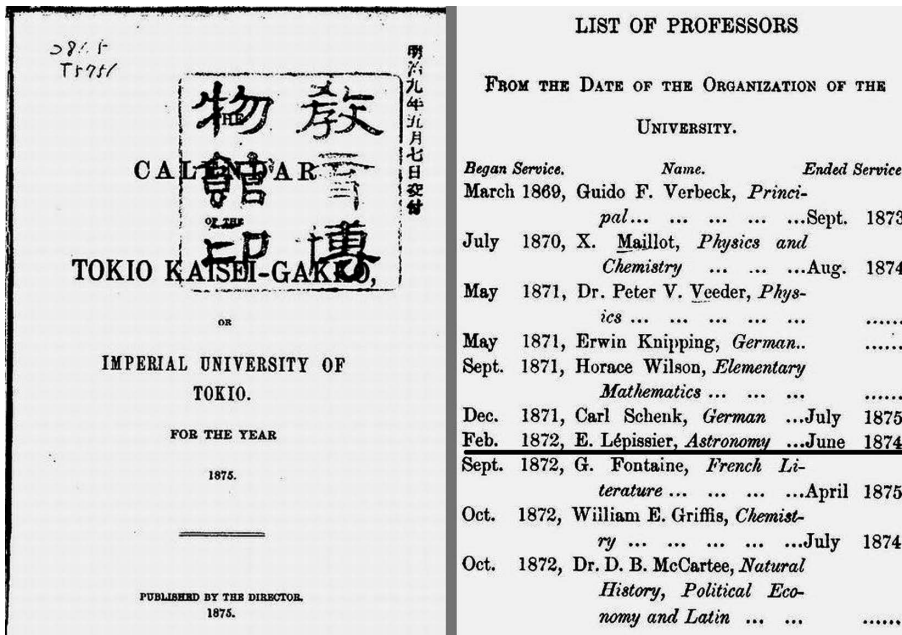 明治九年 月七日交付
教育博
物館印
THE
CALENDAR
OF THE
TOKIO KAISEI-GAKKO,
OR
IMPERIAL UNIVERSITY OF
TOKIO.
FOR THE YEAR
1875.
PUBLISHED BY THE DIRECTOR.
1875.
LIST OF PROFESSORS
FROM THE DATE OF THE ORGANIZATION OF THE
UNIVERSITY.
Began Service. Name. Ended Service
March 1869, Guido F. Verbeck, Princi-
pal... ... ... ... ...Sept. 1873
July 1870, X. Maillot, Physics and
Chemistry ... ... ...Aug. 1874
May 1871, Dr. Peter V. Veeder, Phys-
ics ... ... ... ... ... ......
May 1871, Erwin Knipping, German.. ......
Sept. 1871, Horace Wilson, Elementary
Mathematics ... ... ... ......
Dec. 1871, Carl Schenk, German ...July 1875
Feb. 1872, E. Lépissier, Astronomy ...June 1874
Sept. 1872, G. Fontaine, French Li-
terature ... ... ... ...April 1875
Oct. 1872, William E. Griffis, Chemist-
ry ... ... ... ... ...July 1874
Oct. 1872, Dr. D. B. McCartee, Natural
History, Political Eco-
nomy and Latin ... ... ......